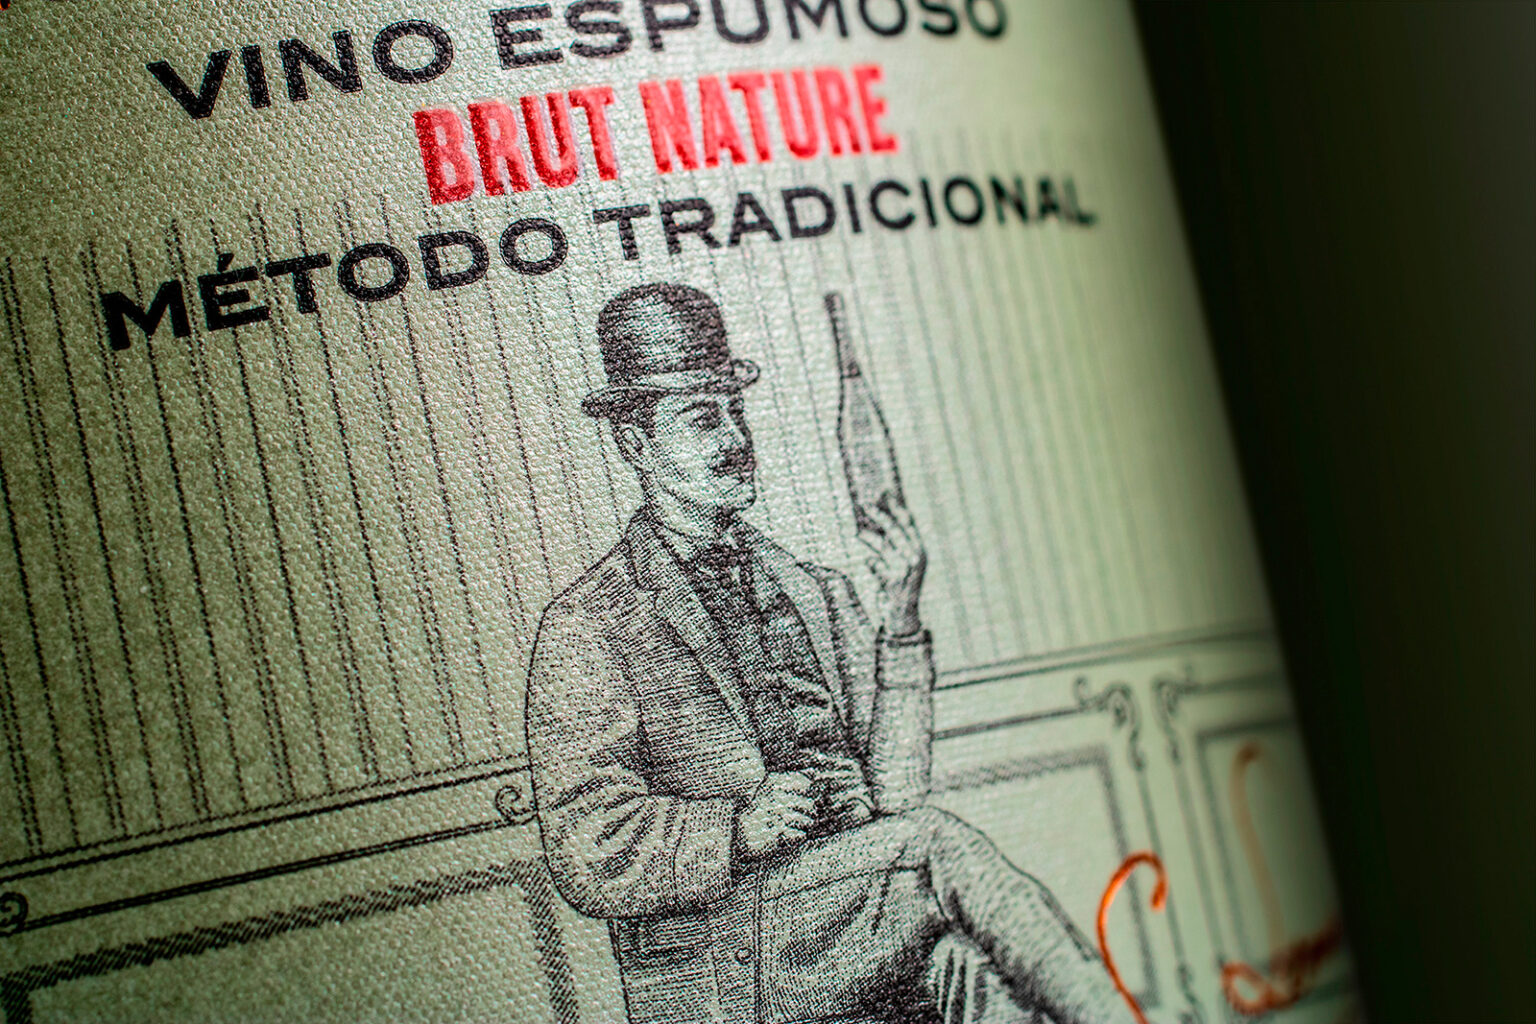 VINO ESPUMOSO
BRUT NATURE
MÉTODO TRADICIONAL